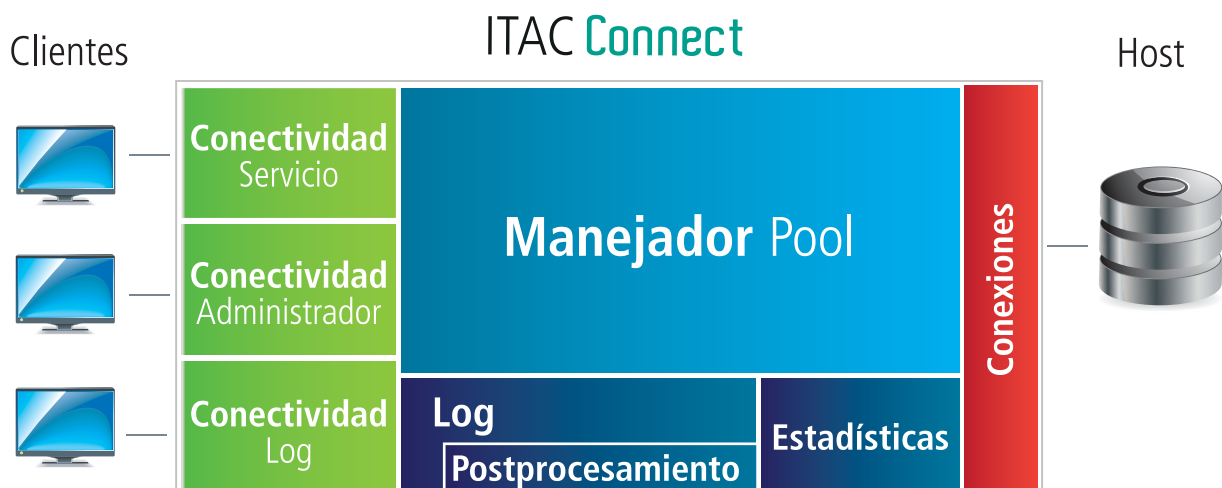 ITAC Connect
Clientes
Host
Conectividad
Servicio
Conectividad
Administrador
Conectividad
Log
Manejador Pool
Log
Postprocesamiento
Estadísticas
Conexiones